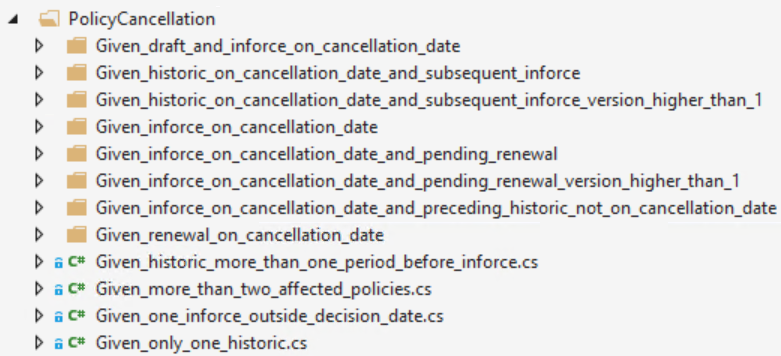 PolicyCancellation
Given_draft_and_inforce_on_cancellation_date
Given_historic_on_cancellation_date_and_subsequent_inforce
Given_historic_on_cancellation_date_and_subsequent_inforce_version_higher_than_1
Given_inforce_on_cancellation_date
Given_inforce_on_cancellation_date_and_pending_renewal
Given_inforce_on_cancellation_date_and_pending_renewal_version_higher_than_1
Given_inforce_on_cancellation_date_and_preceding_historic_not_on_cancellation_date
Given_renewal_on_cancellation_date
C# Given_historic_more_than_one_period_before_inforce.cs
C# Given_more_than_two_affected_policies.cs
C# Given_one_inforce_outside_decision_date.cs
C# Given_only_one_historic.cs